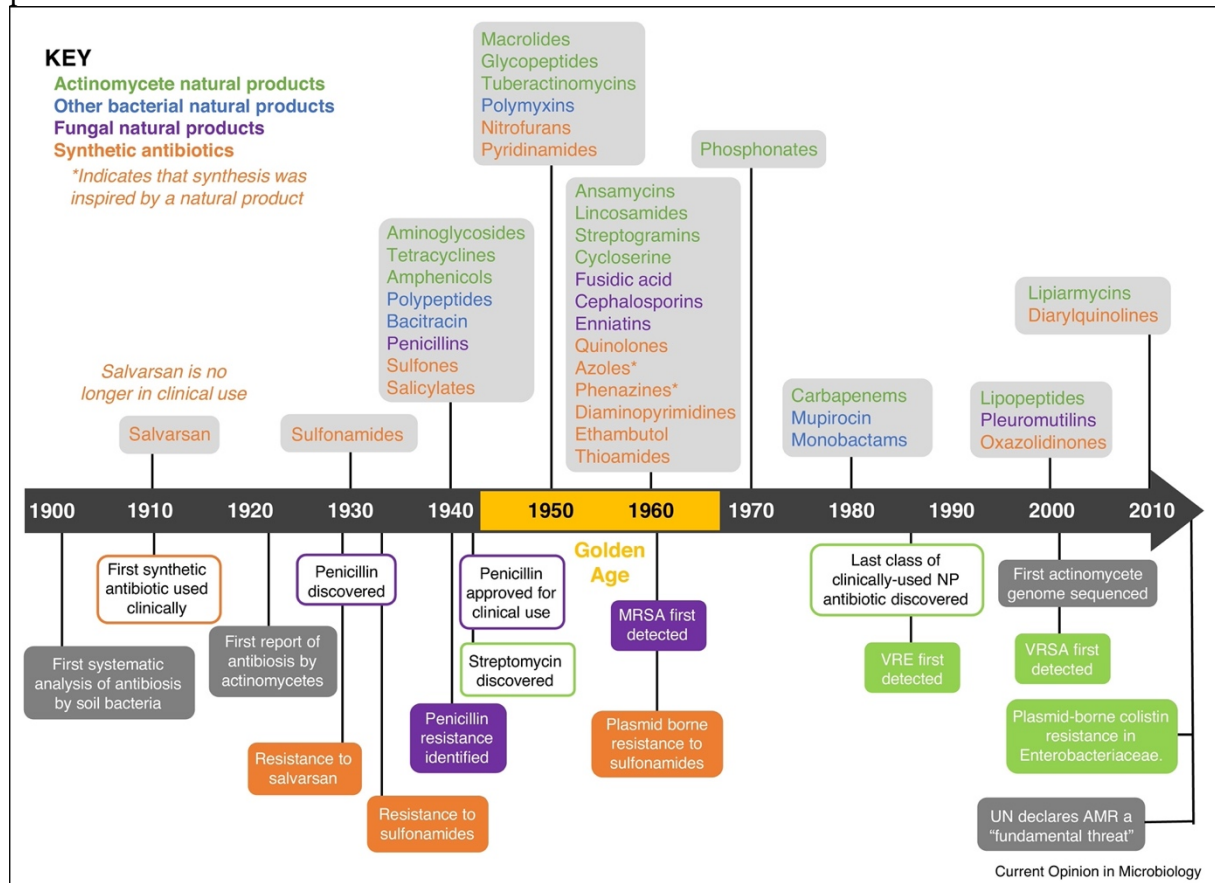 KEY
Actinomycete natural products
Other bacterial natural products
Fungal natural products
Synthetic antibiotics
*Indicates that synthesis was
inspired by a natural product
Salvarsan is no
longer in clinical use
Salvarsan
Sulfonamides
Aminoglycosides
Tetracyclines
Amphenicols
Polypeptides
Bacitracin
Penicillins
Sulfones
Salicylates
Macrolides
Glycopeptides
Tuberactinomycins
Polymyxins
Nitrofurans
Pyridinamides
Ansamycins
Lincosamides
Streptogramins
Cycloserine
Fusidic acid
Cephalosporins
Enniatins
Quinolones
Azoles*
Phenazines*
Diaminopyrimidines
Ethambutol
Thioamides
Phosphonates
Carbapenems
Mupirocin
Monobactams
Lipopeptides
Pleuromutilins
Oxazolidinones
Lipiarmycins
Diarylquinolines
1900 1910 1920 1930 1940 1950 1960 1970 1980 1990 2000 2010
Golden
Age
First systematic
analysis of antibiosis
by soil bacteria
First synthetic
antibiotic used
clinically
First report of
antibiosis by
actinomycetes
Penicillin
discovered
Resistance to
salvarsan
Resistance to
sulfonamides
Penicillin
resistance
identified
Penicillin
approved for
clinical use
Streptomycin
discovered
MRSA first
detected
Plasmid borne
resistance to
sulfonamides
Last class of
clinically-used NP
antibiotic discovered
VRE first
detected
First actinomycete
genome sequenced
VRSA first
detected
Plasmid-borne colistin
resistance in
Enterobacteriaceae.
UN declares AMR a
“fundamental threat”
Current Opinion in Microbiology